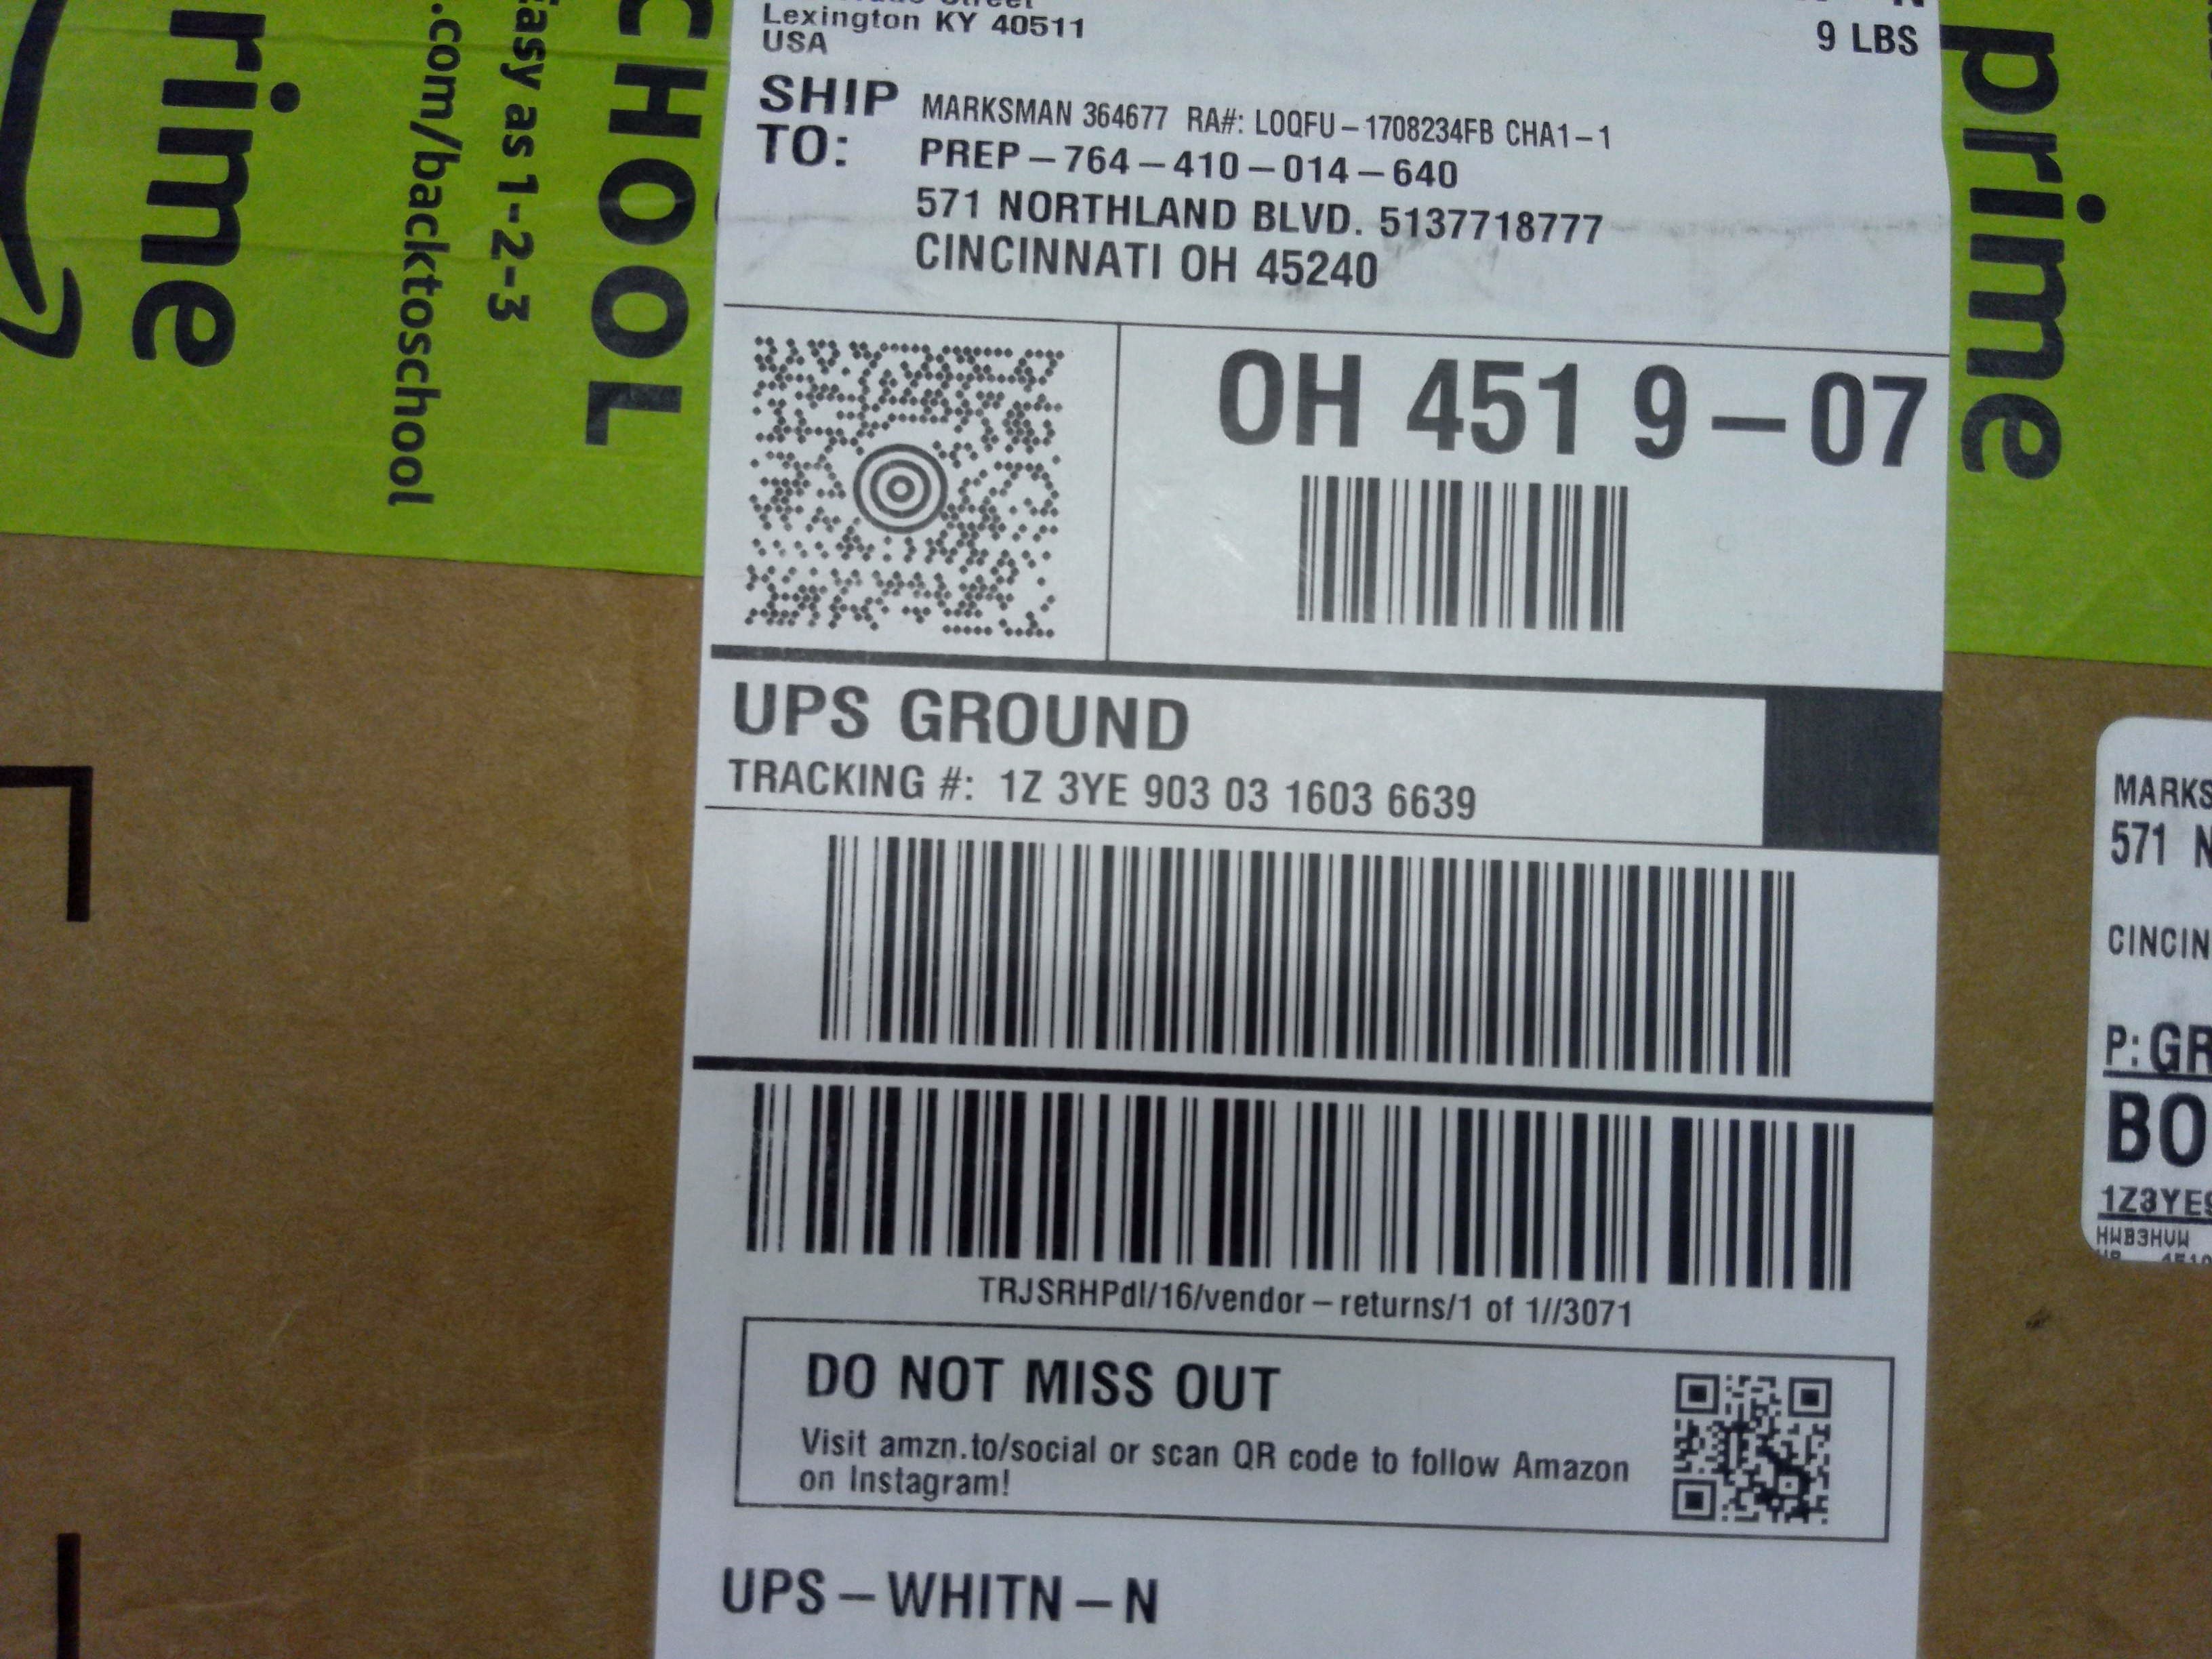 Lexington KY 40511
USA
9 LBS
SHIP
TO:
MARKSMAN 364677 RA#: LOQFU-1708234FB CHA1-1
PREP-764-410-014-640
571 NORTHLAND BLVD. 5137718777
CINCINNATI OH 45240
OH 451 9-07
UPS GROUND
TRACKING #: 1Z 3YE 903 03 1603 6639
TRJSRHPdl/16/vendor-returns/1 of 1//3071
DO NOT MISS OUT
Visit amzn.to/social or scan QR code to follow Amazon
on Instagram!
UPS-WHITN-N
rime
.com/backtoschool
easy as 1-2-3
CHOOL
prime
MARKS
571 N
CINCIN
P: GR
BO
1Z3YE9
HWB3HVW